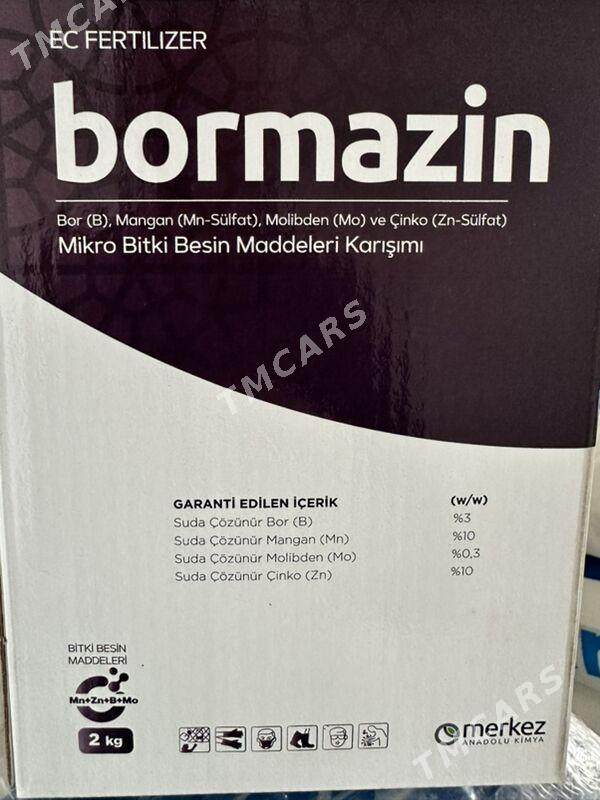 TMCARS
EC FERTILIZER
bormazin
Bor (B), Mangan (Mn-Sülfat), Molibden (Mo) ve Çinko (Zn-Sülfat)
Mikro Bitki Besin Maddeleri Karışımı
TMCARS
GARANTİ EDİLEN İÇERİK (w/w)
Suda Çözünür Bor (B) %3
Suda Çözünür Mangan (Mn) %10
Suda Çözünür Molibden (Mo) %0,3
Suda Çözünür Çinko (Zn) %10
BİTKİ BESİN
MADDELERİ
Mn+Zn+B+Mo
2 kg
merkez
ANADOLU KİMYA
TMCARS